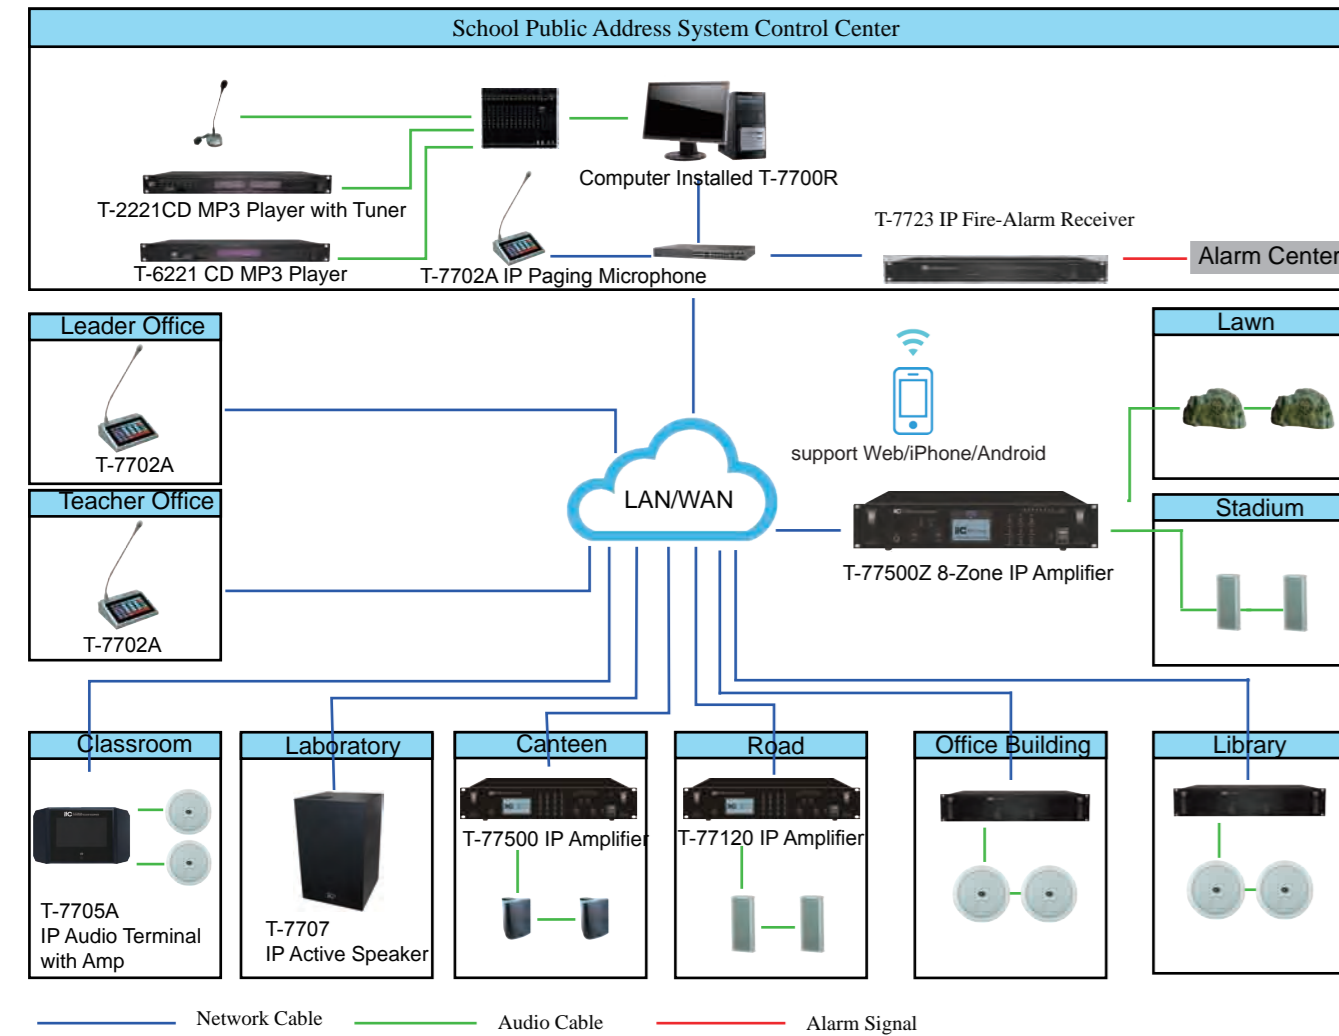 School Public Address System Control Center
Computer Installed T-7700R
T-2221CD MP3 Player with Tuner
T-7723 IP Fire-Alarm Receiver
Alarm Center
T-6221 CD MP3 Player
T-7702A IP Paging Microphone
Leader Office
T-7702A
Teacher Office
T-7702A
LAN/WAN
support Web/iPhone/Android
T-77500Z 8-Zone IP Amplifier
Lawn
Stadium
Classroom
T-7705A
IP Audio Terminal
with Amp
Laboratory
T-7707
IP Active Speaker
Canteen
T-77500 IP Amplifier
Road
T-77120 IP Amplifier
Office Building
Library
Network Cable
Audio Cable
Alarm Signal